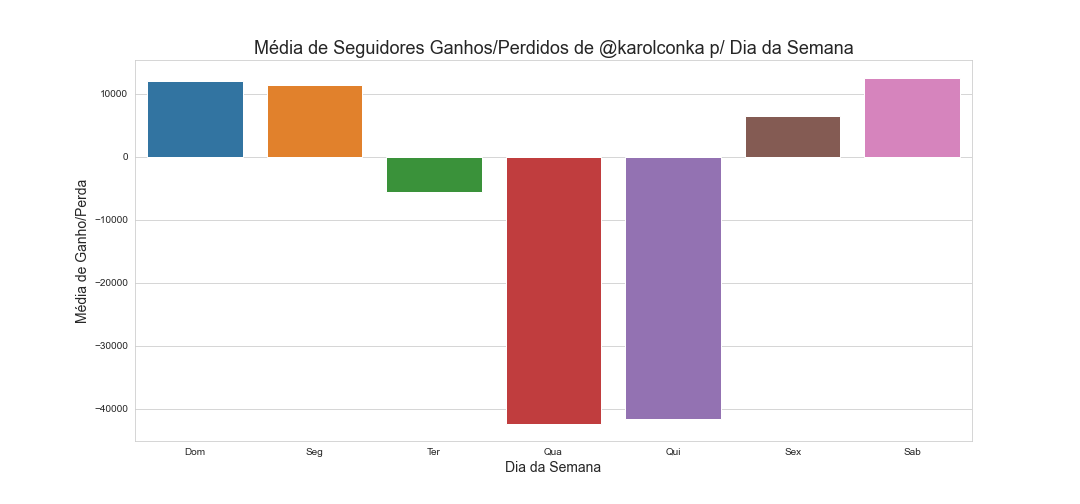 Média de Seguidores Ganhos/Perdidos de @karolconka p/ Dia da Semana
Média de Ganho/Perda
10000
0
−10000
−20000
−30000
−40000
Dom Seg Ter Qua Qui Sex Sab
Dia da Semana